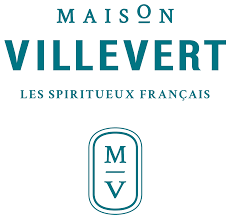 MAISON
VILLEVERT
LES SPIRITUEUX FRANÇAIS
M
V